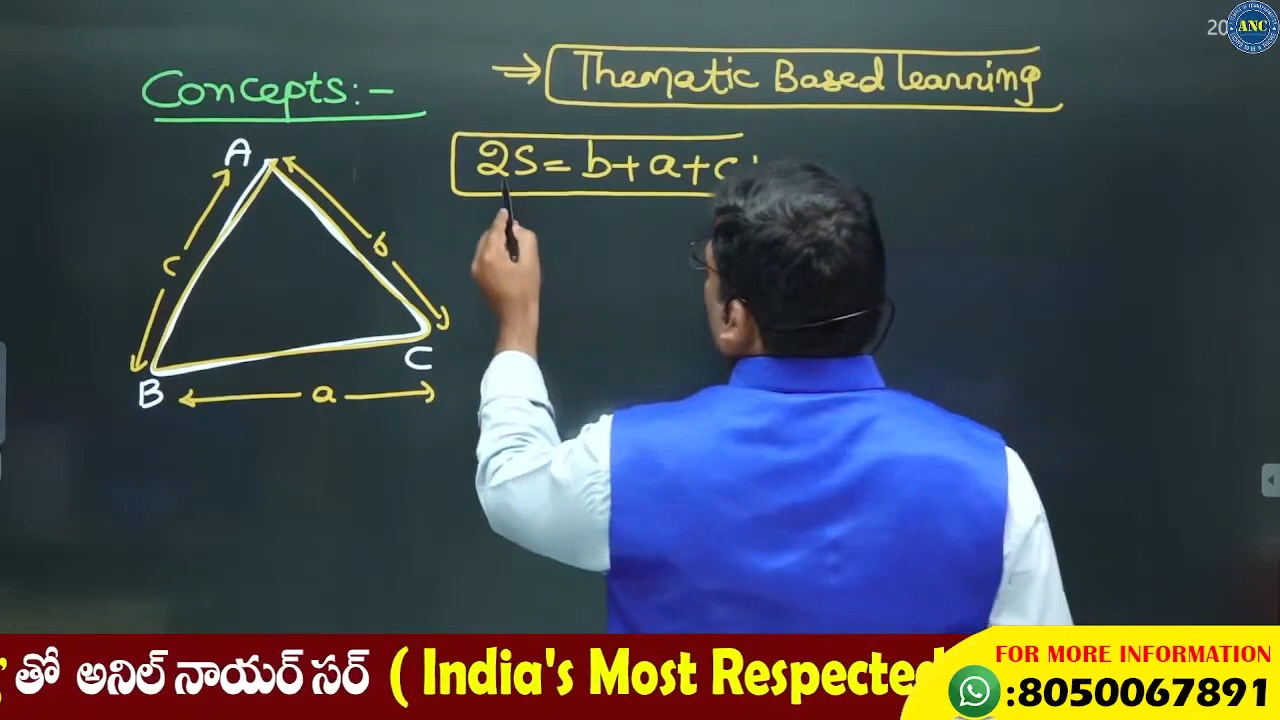 20
ANC
Concepts:-
⇒ Thematic Based learning
2S = b+a+c
A
c
b
B
C
a
తో అనిల్ నాయర్ సర్ ( India's Most Respected
FOR MORE INFORMATION
:8050067891